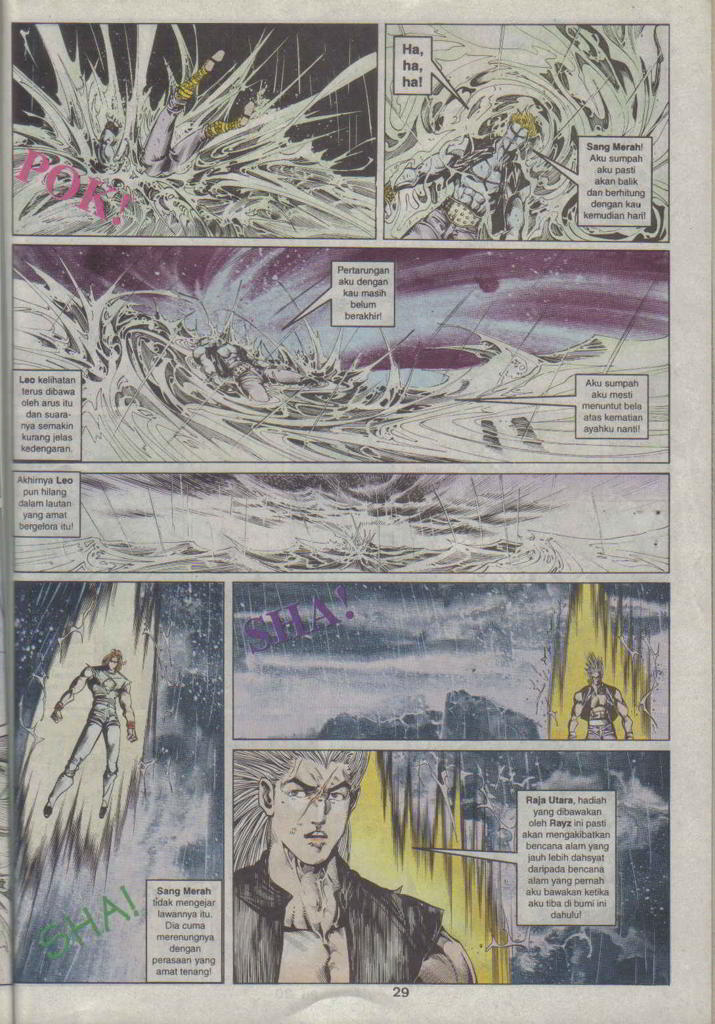 POK!
Ha,
ha,
ha!
Sang Merah!
Aku sumpah
aku pasti
akan balik
dan berhitung
dengan kau
kemudian hari!
Pertarungan
aku dengan
kau masih
belum
berakhir!
Leo kelihatan
terus dibawa
oleh arus itu
dan suara-
nya semakin
kurang jelas
kedengaran.
Aku sumpah
aku mesti
menuntut bela
atas kematian
ayahku nanti!
Akhirnya Leo
pun hilang
dalam lautan
yang amat
bergelora itu!
SHA!
Sang Merah
tidak mengejar
lawannya itu.
Dia cuma
merenungnya
dengan
perasaan yang
amat tenang!
SHA!
Raja Utara, hadiah
yang dibawakan
oleh Rayz ini pasti
akan mengakibatkan
bencana alam yang
jauh lebih dahsyat
daripada bencana
alam yang pernah
aku bawakan ketika
aku tiba di bumi ini
dahulu!
29